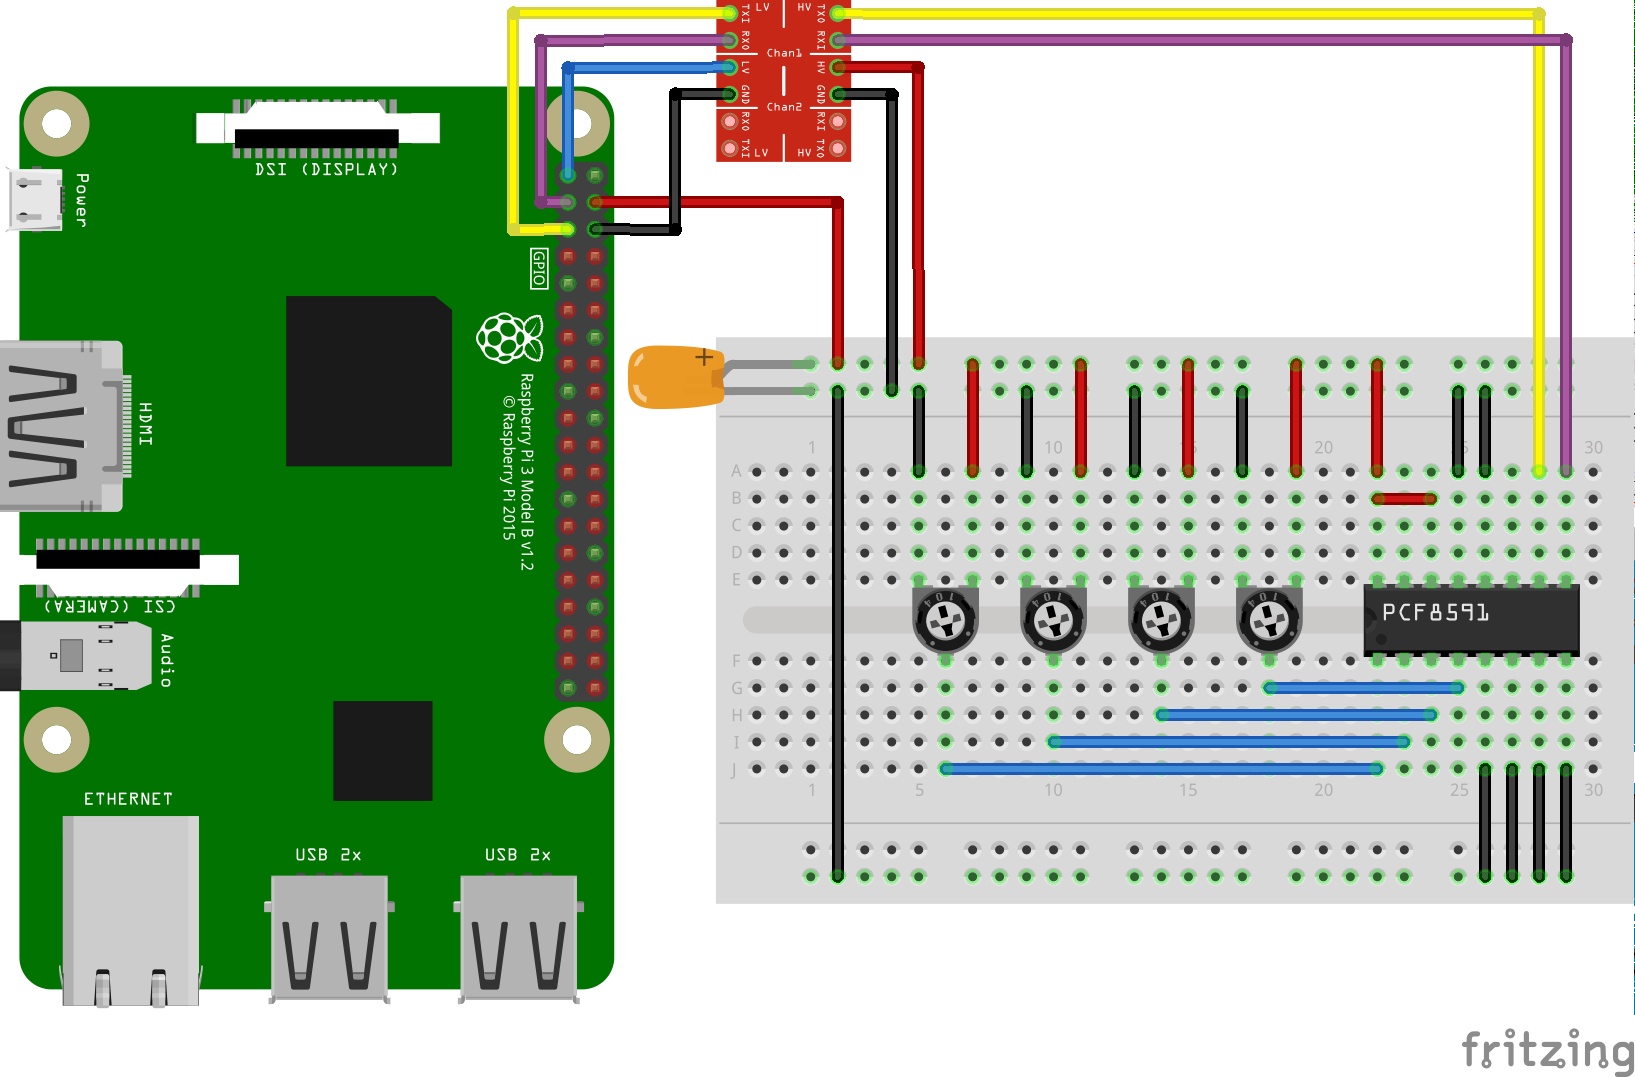 TXI LV HV TXO
RXO RXI
Chan1
LV HV
GND GND
Chan2
RXO RXI
TXI LV HV TXO
DSI (DISPLAY)
Power
GPIO
Raspberry Pi 3 Model B v1.2
© Raspberry Pi 2015
HDMI
CSI (CAMERA)
Audio
ETHERNET
USB 2x
USB 2x
+
1 10 15 20 25 30
A A
B B
C C
D D
E E
104
104
104
104
PCF8591
F F
G G
H H
I I
J J
1 5 10 15 20 25 30
fritzing